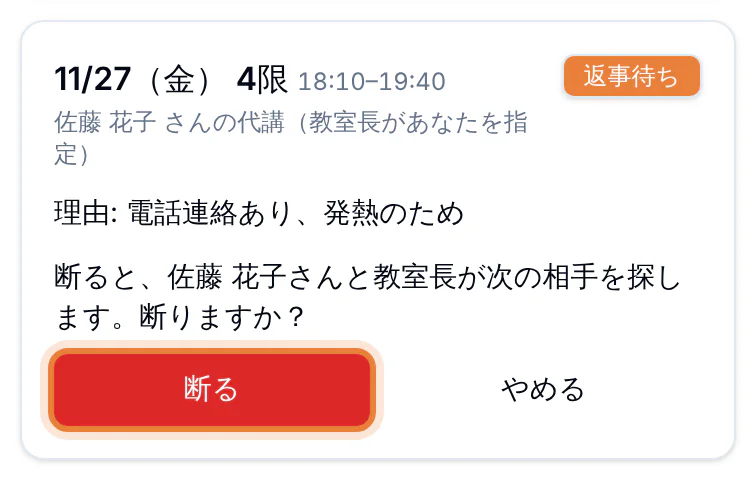 11/27（金） 4限 18:10–19:40
返事待ち
佐藤 花子 さんの代講（教室長があなたを指
定）
理由: 電話連絡あり、発熱のため
断ると、佐藤 花子さんと教室長が次の相手を探し
ます。断りますか？
断る
やめる